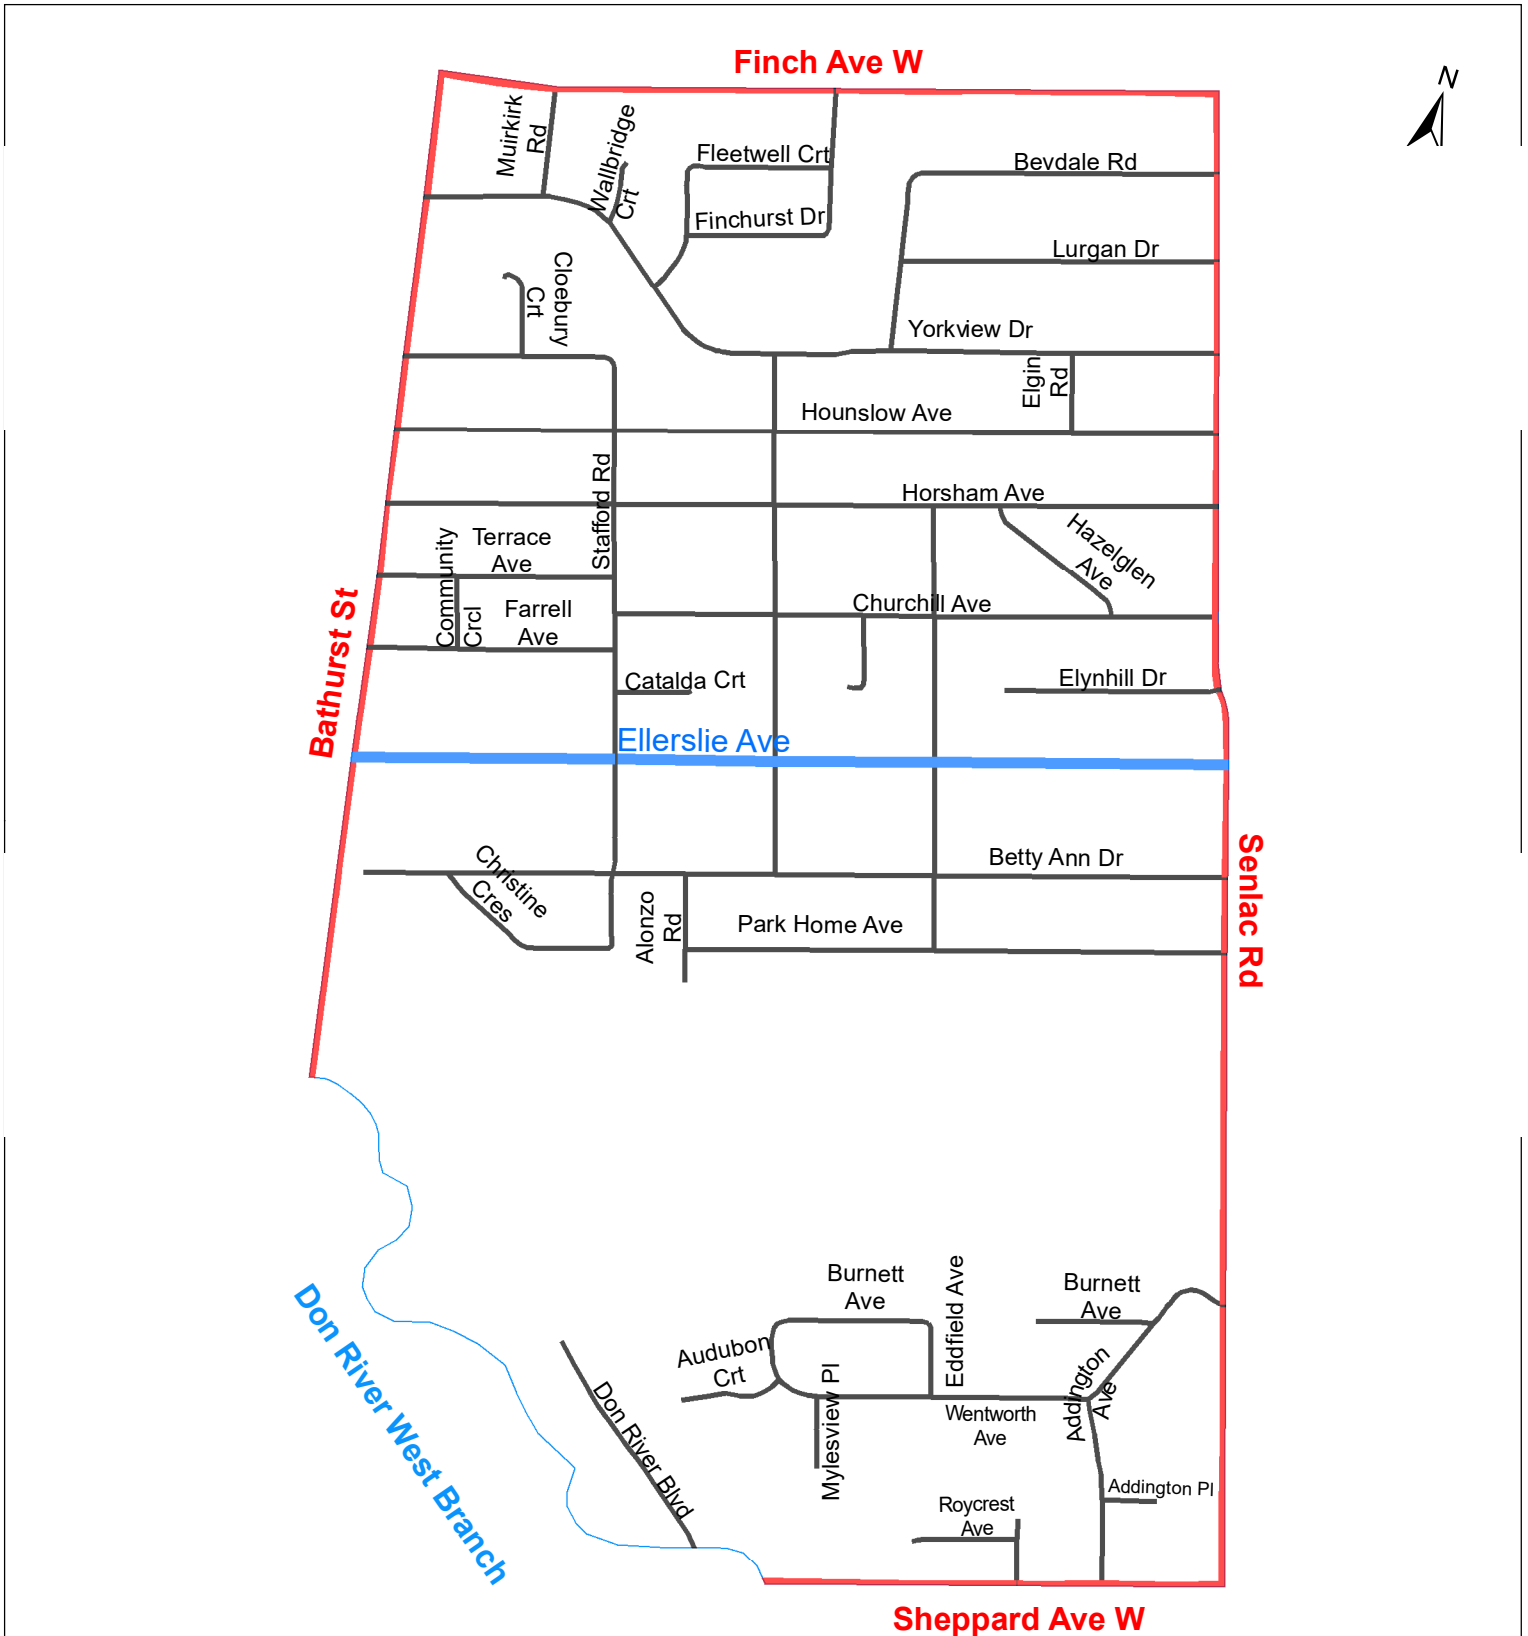 Finch Ave W
N
Muirkirk
Rd
Wallbridge
Crt
Fleetwell Crt
Bevdale Rd
Finchurst Dr
Lurgan Dr
Cloebury
Crt
Yorkview Dr
Elgin
Rd
Hounslow Ave
Stafford Rd
Horsham Ave
Hazelglen
Ave
Terrace
Ave
Community
Crcl
Farrell
Ave
Churchill Ave
Bathurst St
Catalda Crt
Elynhill Dr
Ellerslie Ave
Senlac Rd
Christine
Cres
Betty Ann Dr
Alonzo
Rd
Park Home Ave
Don River West Branch
Burnett
Ave
Eddfield Ave
Burnett
Ave
Audubon
Crt
Addington
Ave
Mylesview Pl
Wentworth
Ave
Don River Blvd
Addington Pl
Roycrest
Ave
Sheppard Ave W